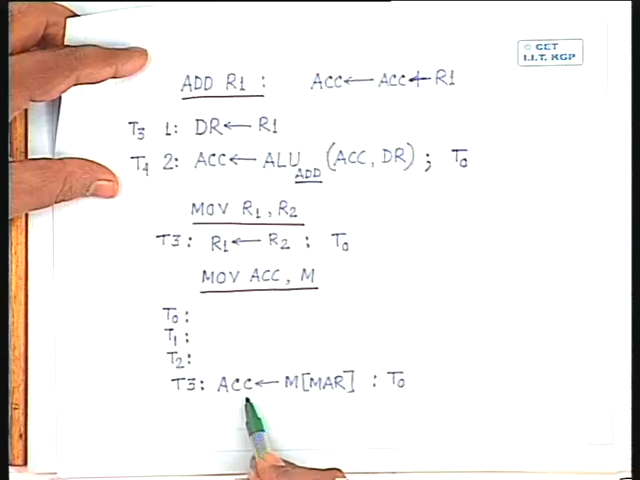 © CET
I.I.T. KGP
ADD R1 : ACC ← ACC + R1
T3 1: DR ← R1
T4 2: ACC ← ALU ADD (ACC, DR) ; T0
MOV R1, R2
T3: R1 ← R2 ; T0
MOV ACC, M
T0:
T1:
T2:
T3: ACC ← M[MAR] : T0